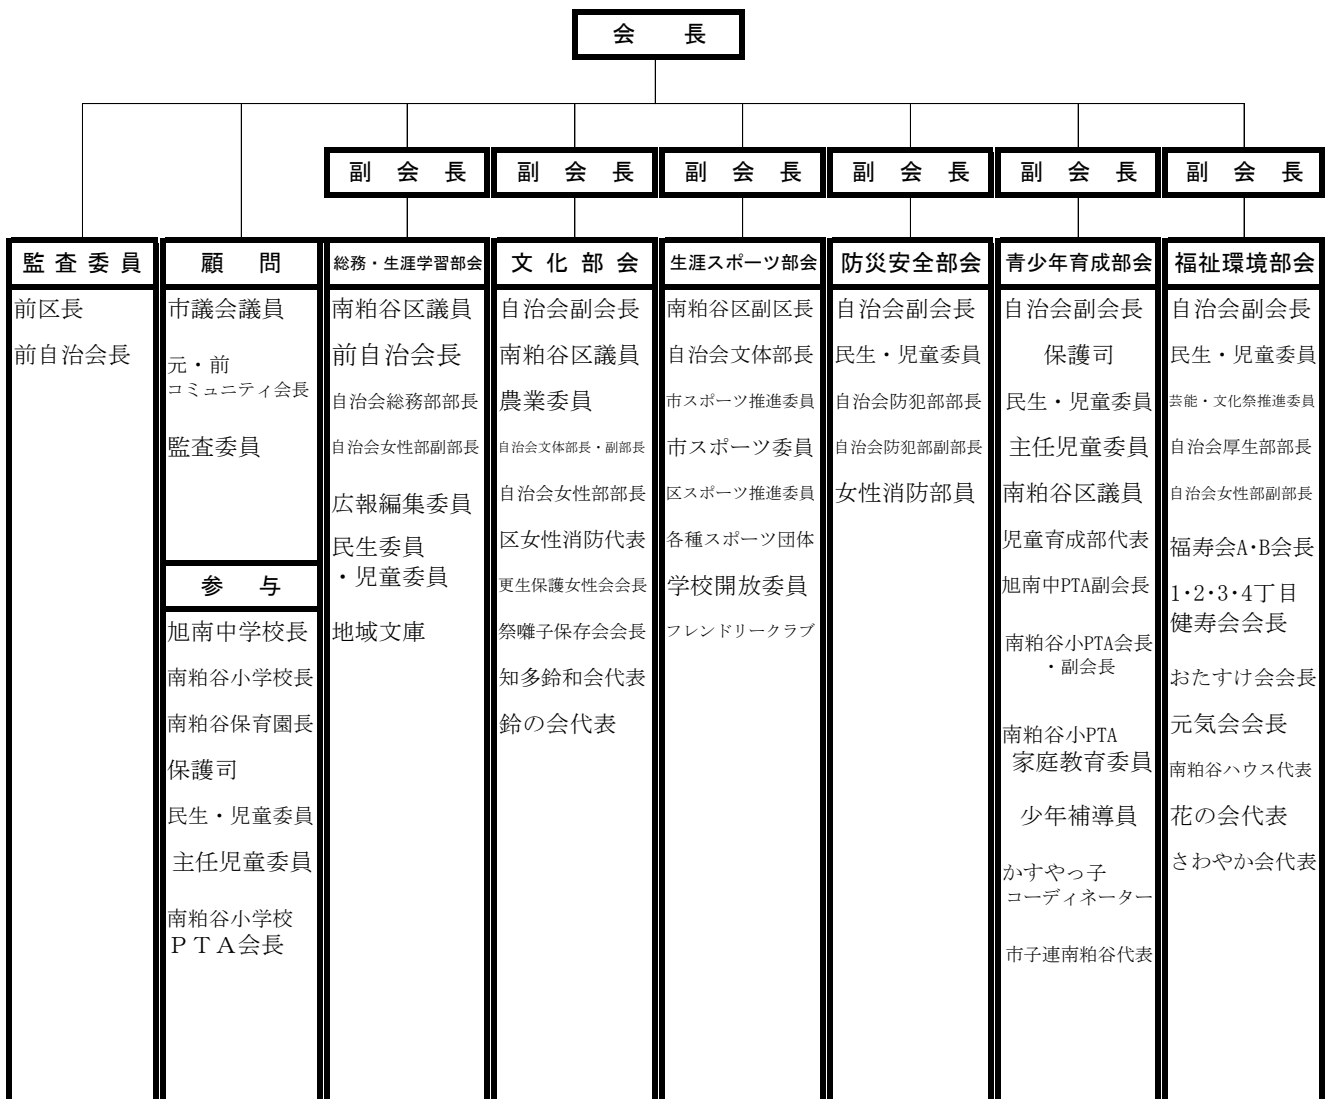 会長
副会長
副会長
副会長
副会長
副会長
副会長
監査委員
前区長
前自治会長
顧問
市議会議員
元・前
コミュニティ会長
監査委員
参与
旭南中学校長
南粕谷小学校長
南粕谷保育園長
保護司
民生・児童委員
主任児童委員
南粕谷小学校
ＰＴＡ会長
総務・生涯学習部会
南粕谷区議員
前自治会長
自治会総務部部長
自治会女性部副部長
広報編集委員
民生委員
・児童委員
地域文庫
文化部会
自治会副会長
南粕谷区議員
農業委員
自治会文体部長・副部長
自治会女性部部長
区女性消防代表
更生保護女性会会長
祭囃子保存会会長
知多鈴和会代表
鈴の会代表
生涯スポーツ部会
南粕谷区副区長
自治会文体部長
市スポーツ推進委員
市スポーツ委員
区スポーツ推進委員
各種スポーツ団体
学校開放委員
フレンドリークラブ
防災安全部会
自治会副会長
民生・児童委員
自治会防犯部部長
自治会防犯部副部長
女性消防部員
青少年育成部会
自治会副会長
保護司
民生・児童委員
主任児童委員
南粕谷区議員
児童育成部代表
旭南中PTA副会長
南粕谷小PTA会長
・副会長
南粕谷小PTA
家庭教育委員
少年補導員
かすやっ子
コーディネーター
市子連南粕谷代表
福祉環境部会
自治会副会長
民生・児童委員
芸能・文化祭推進委員
自治会厚生部部長
自治会女性部副部長
福寿会A・B会長
1・2・3・4丁目
健寿会会長
おたすけ会会長
元気会会長
南粕谷ハウス代表
花の会代表
さわやか会代表